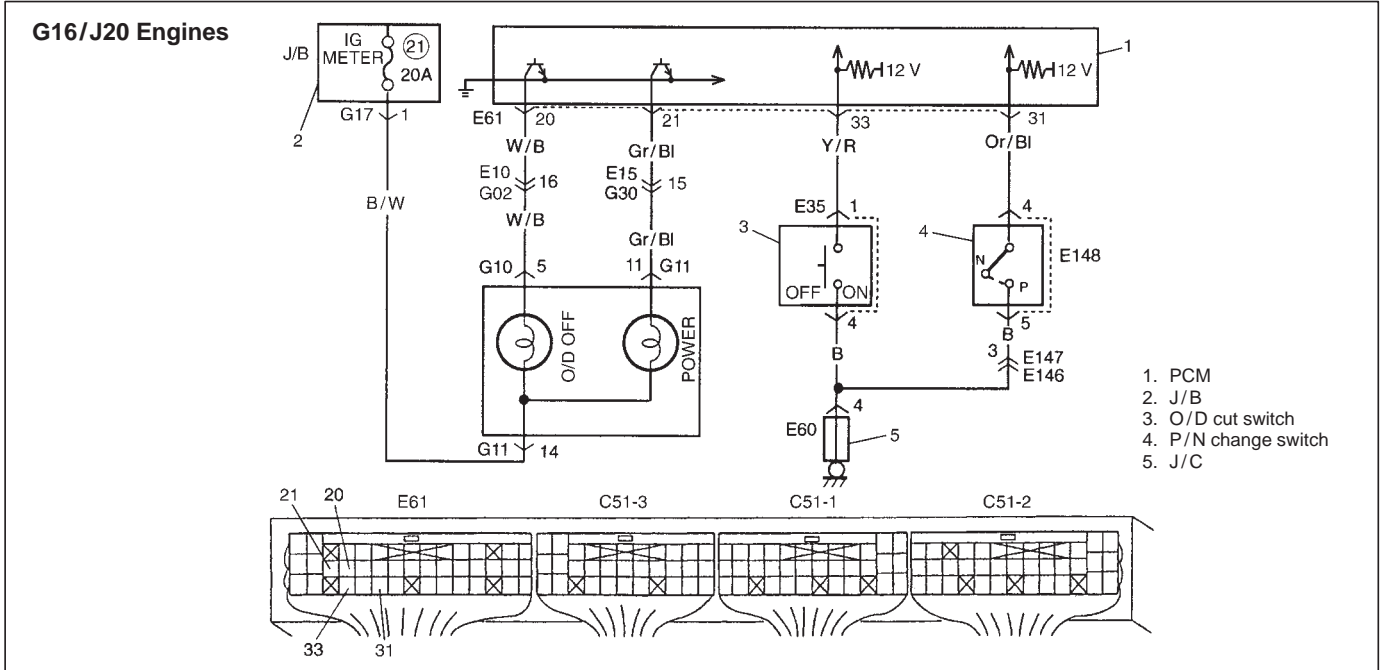 G16/J20 Engines
J/B
IG
METER
21
20A
1
12 V
12 V
2
G17
1
E61
20
21
33
31
W/B
Gr/Bl
Y/R
Or/Bl
E10
G02
16
E15
G30
15
B/W
W/B
Gr/Bl
E35
1
4
3
4
E148
N
P
OFF
ON
G10
5
11
G11
4
5
O/D OFF
POWER
B
B
3
E147
E146
4
E60
5
G11
14
1. PCM
2. J/B
3. O/D cut switch
4. P/N change switch
5. J/C
21
20
E61
C51-3
C51-1
C51-2
33
31